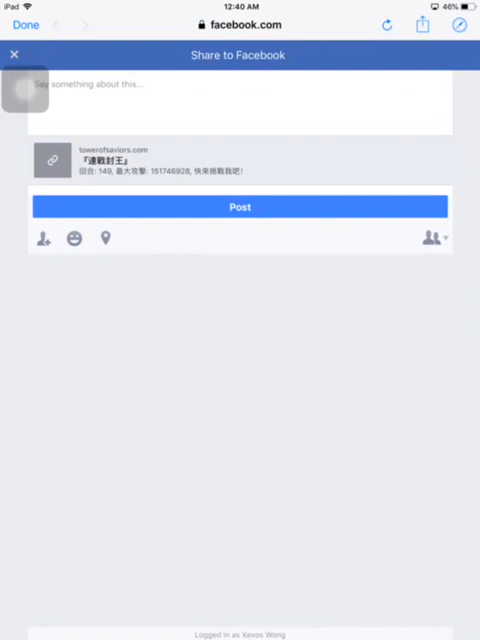 iPad 12:40 AM 46%
Done facebook.com
Share to Facebook
Say something about this...
towerofsaviors.com
『連戰封王』
回合: 149, 最大攻擊: 151746928, 快來挑戰我吧!
Post
Logged in as Xevos Wong